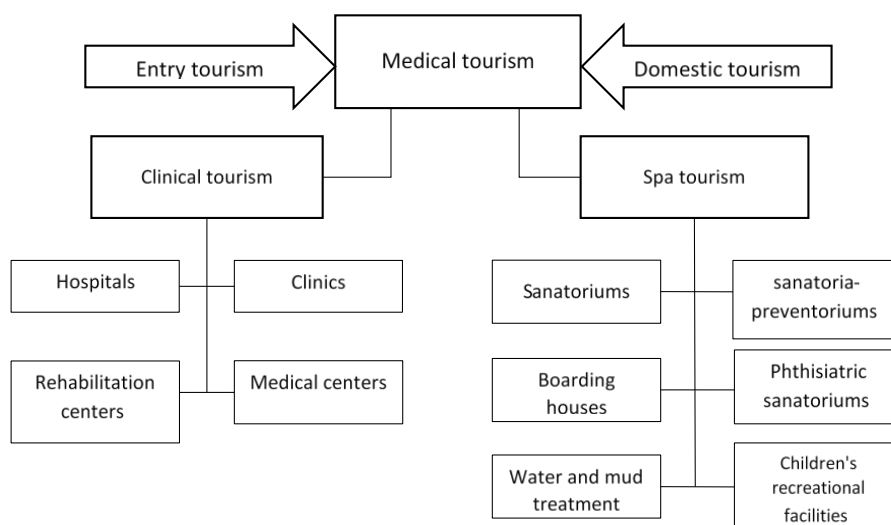 Entry tourism
Medical tourism
Domestic tourism
Clinical tourism
Spa tourism
Hospitals
Clinics
Rehabilitation
centers
Medical centers
Sanatoriums
sanatoria-
preventoriums
Boarding
houses
Phthisiatric
sanatoriums
Water and mud
treatment
Children's
recreational
facilities